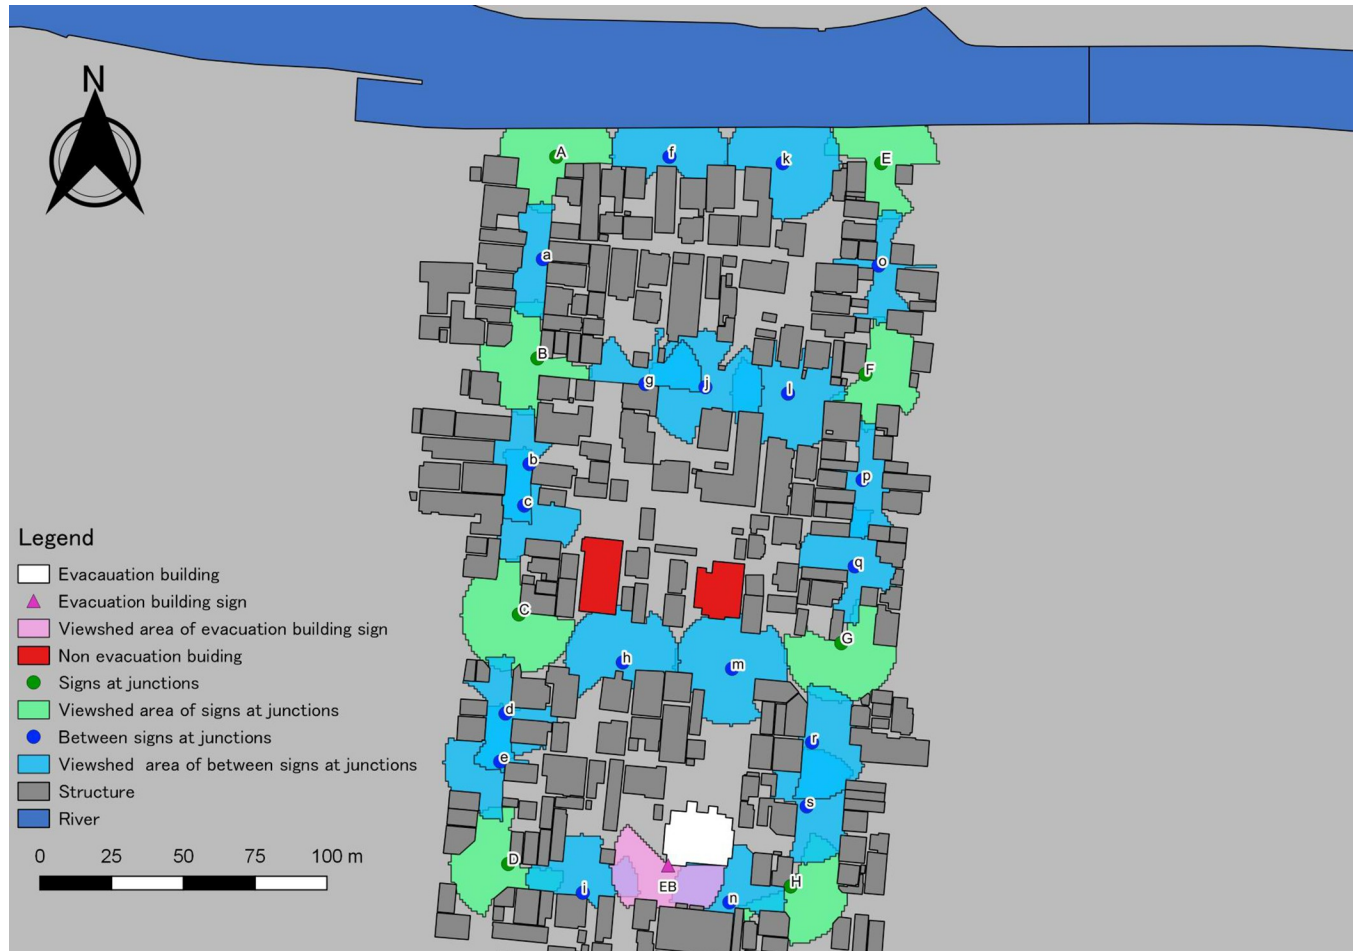 N
A
f
k
E
a
o
B
g
j
l
F
b
c
p
q
C
h
m
G
d
e
r
s
D
i
EB
n
H
Legend
Evacauation building
Evacuation building sign
Viewshed area of evacuation building sign
Non evacuation buiding
Signs at junctions
Viewshed area of signs at junctions
Between signs at junctions
Viewshed area of between signs at junctions
Structure
River
0 25 50 75 100 m